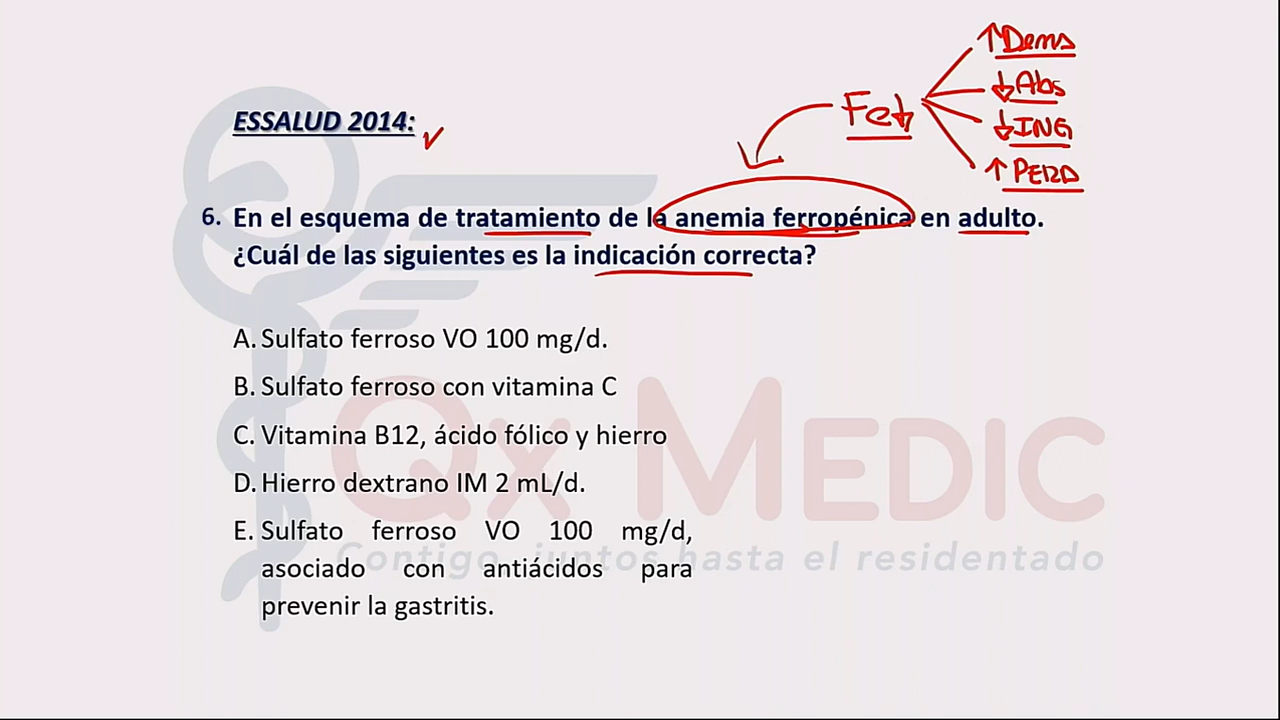 ↑Dem
↓Abs
Fe↓
↓ING
↑PERD
ESSALUD 2014:
6. En el esquema de tratamiento de la anemia ferropénica en adulto.
¿Cuál de las siguientes es la indicación correcta?
A. Sulfato ferroso VO 100 mg/d.
B. Sulfato ferroso con vitamina C
C. Vitamina B12, ácido fólico y hierro
D. Hierro dextrano IM 2 mL/d.
E. Sulfato ferroso VO 100 mg/d,
asociado con antiácidos para
prevenir la gastritis.
Qx MEDIC
Contigo, juntos hasta el residentado